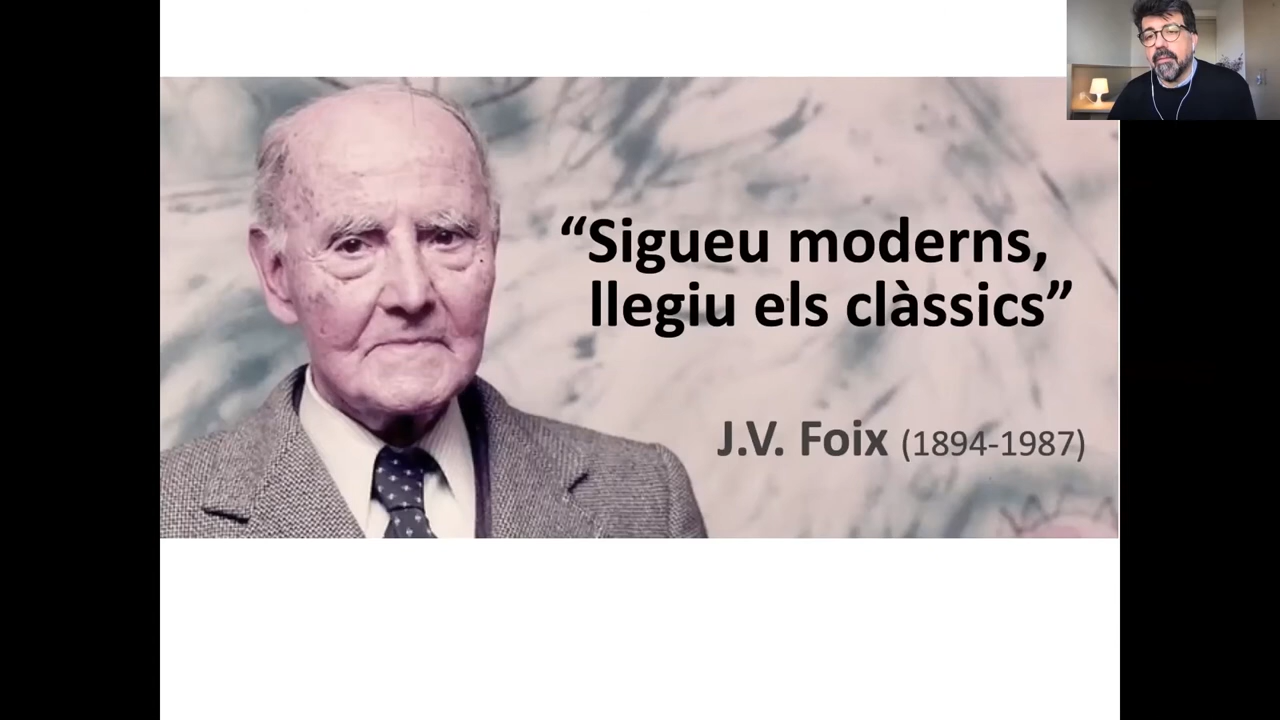 “Sigueu moderns,
llegiu els clàssics”
J.V. Foix (1894-1987)